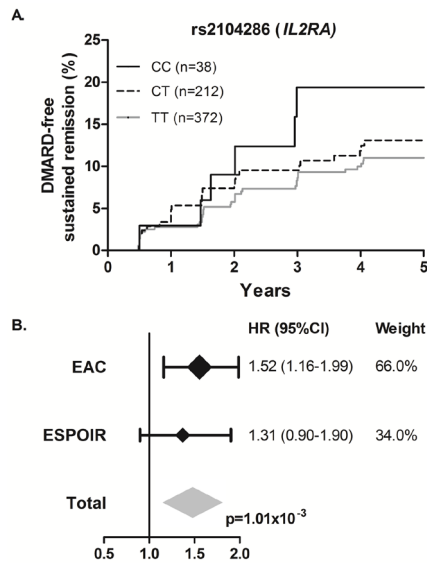 A.
rs2104286 (IL2RA)
DMARD-free
sustained remission (%)
25
20
15
10
5
0
CC (n=38)
CT (n=212)
TT (n=372)
0 1 2 3 4 5
Years
B.
HR (95%CI) Weight
EAC 1.52 (1.16-1.99) 66.0%
ESPOIR 1.31 (0.90-1.90) 34.0%
Total
p=1.01x10-3
0.5 1.0 1.5 2.0